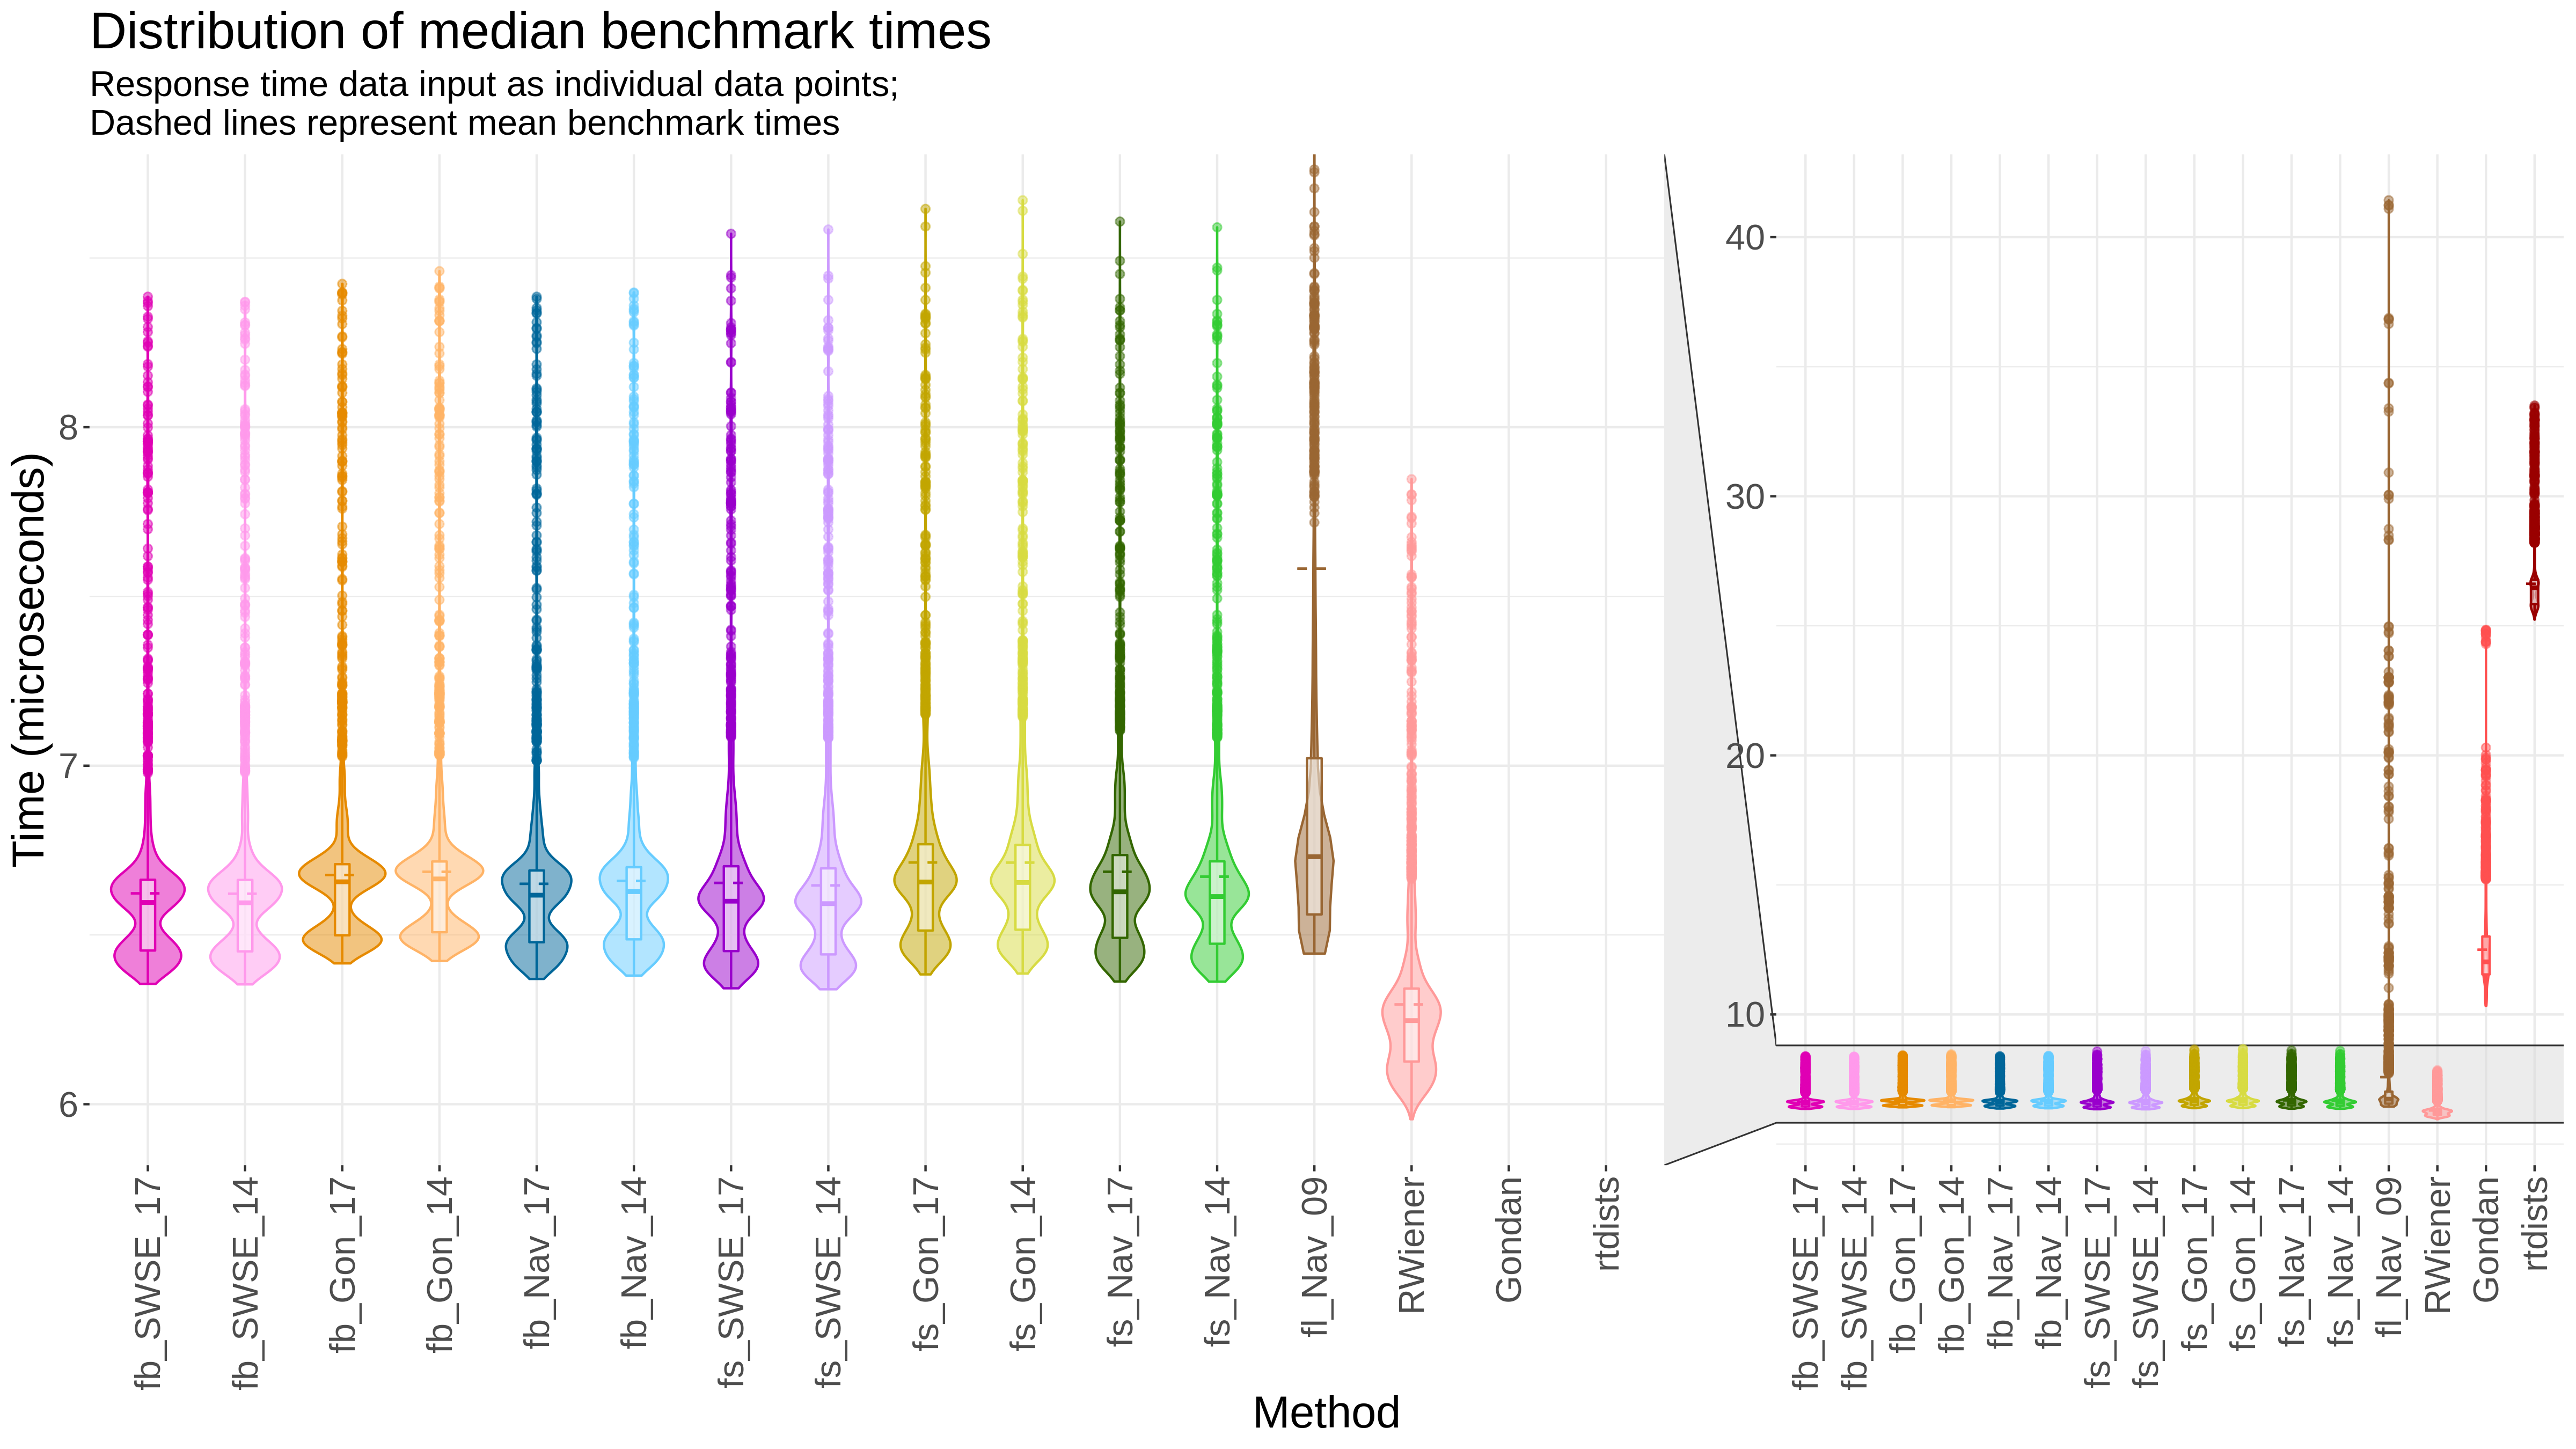 Distribution of median benchmark times
Response time data input as individual data points;
Dashed lines represent mean benchmark times
Time (microseconds)
8
7
6
fb_SWSE_17
fb_SWSE_14
fb_Gon_17
fb_Gon_14
fb_Nav_17
fb_Nav_14
fs_SWSE_17
fs_SWSE_14
fs_Gon_17
fs_Gon_14
fs_Nav_17
fs_Nav_14
fl_Nav_09
RWiener
Gondan
rtdists
40
30
20
10
fb_SWSE_17
fb_SWSE_14
fb_Gon_17
fb_Gon_14
fb_Nav_17
fb_Nav_14
fs_SWSE_17
fs_SWSE_14
fs_Gon_17
fs_Gon_14
fs_Nav_17
fs_Nav_14
fl_Nav_09
RWiener
Gondan
rtdists
Method